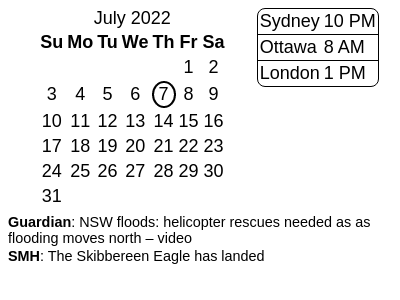 July 2022
Su Mo Tu We Th Fr Sa
1 2
3 4 5 6 7 8 9
10 11 12 13 14 15 16
17 18 19 20 21 22 23
24 25 26 27 28 29 30
31
Sydney 10 PM
Ottawa 8 AM
London 1 PM
Guardian: NSW floods: helicopter rescues needed as as
flooding moves north – video
SMH: The Skibbereen Eagle has landed